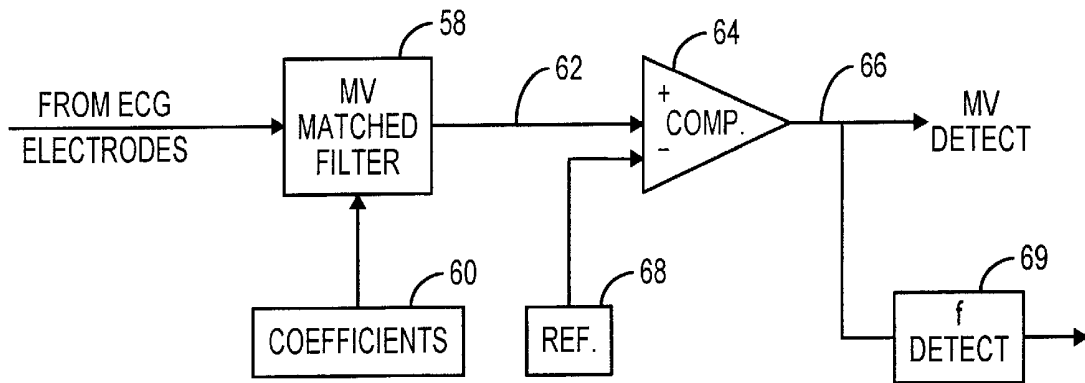 58
64
62
66
FROM ECG
ELECTRODES
MV
MATCHED
FILTER
+
COMP.
−
MV
DETECT
60
68
69
COEFFICIENTS
REF.
f
DETECT